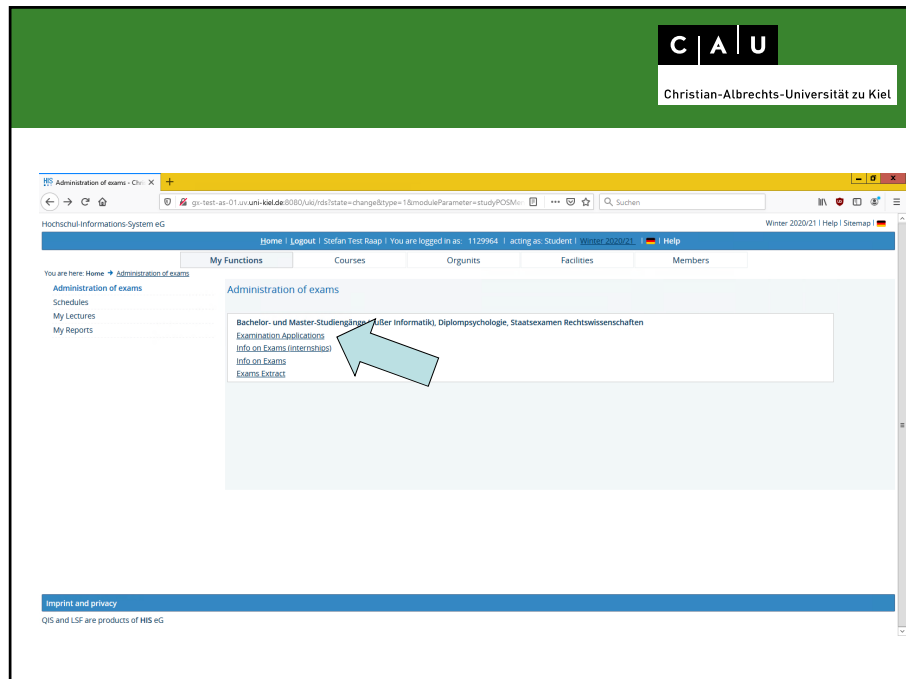 C A U
Christian-Albrechts-Universität zu Kiel
HIS Administration of exams - Chri X +
gx-test-as-01.uv.uni-kiel.de:8080/uki/rds?state=change&type=1&moduleParameter=studyPOSMe
Suchen
Hochschul-Informations-System eG
Winter 2020/21 | Help | Sitemap |
Home | Logout | Stefan Test Raap | You are logged in as: 1129964 | acting as: Student | Winter 2020/21 | Help
My Functions Courses Orgunits Facilities Members
You are here: Home Administration of exams
Administration of exams
Schedules
My Lectures
My Reports
Administration of exams
Bachelor- und Master-Studiengänge (außer Informatik), Diplompsychologie, Staatsexamen Rechtswissenschaften
Examination Applications
Info on Exams (internships)
Info on Exams
Exams Extract
Imprint and privacy
QIS and LSF are products of HIS eG